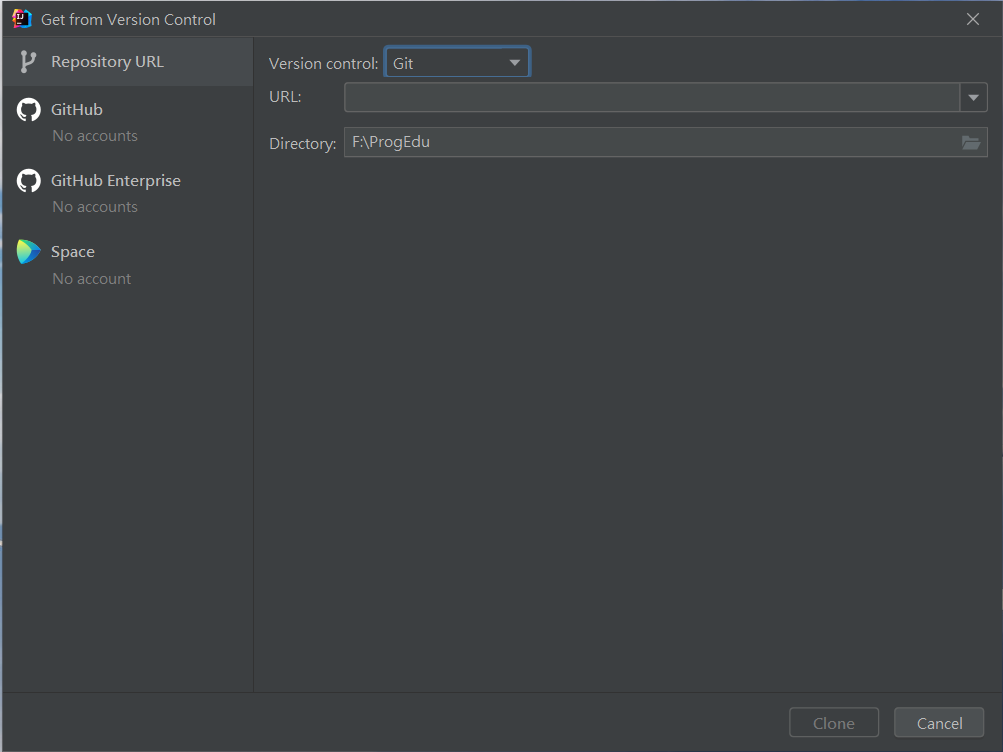 Get from Version Control
Repository URL
GitHub
No accounts
GitHub Enterprise
No accounts
Space
No account
Version control: Git
URL:
Directory: F:\ProgEdu
Clone Cancel